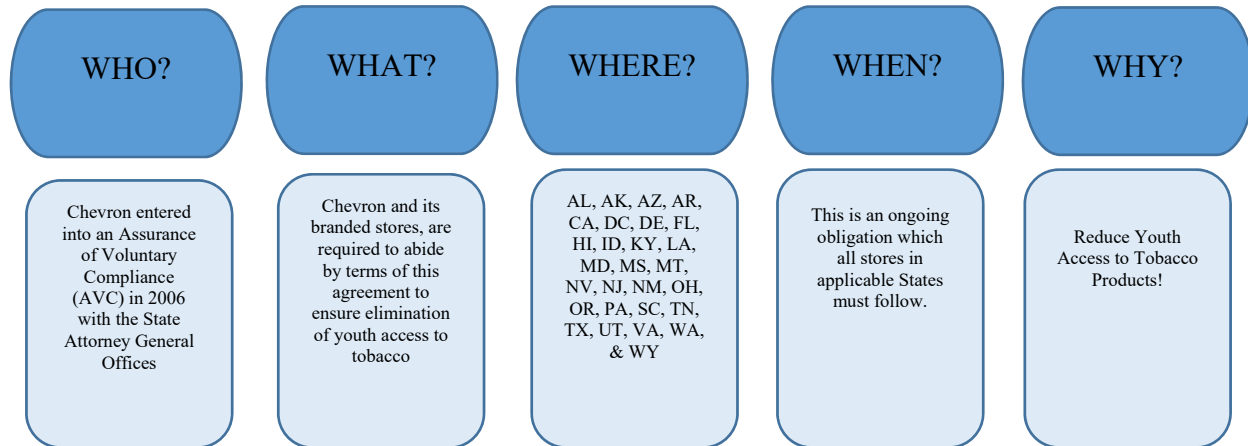 WHO?
Chevron entered
into an Assurance
of Voluntary
Compliance
(AVC) in 2006
with the State
Attorney General
Offices
WHAT?
Chevron and its
branded stores, are
required to abide
by terms of this
agreement to
ensure elimination
of youth access to
tobacco
WHERE?
AL, AK, AZ, AR,
CA, DC, DE, FL,
HI, ID, KY, LA,
MD, MS, MT,
NV, NJ, NM, OH,
OR, PA, SC, TN,
TX, UT, VA, WA,
& WY
WHEN?
This is an ongoing
obligation which
all stores in
applicable States
must follow.
WHY?
Reduce Youth
Access to Tobacco
Products!